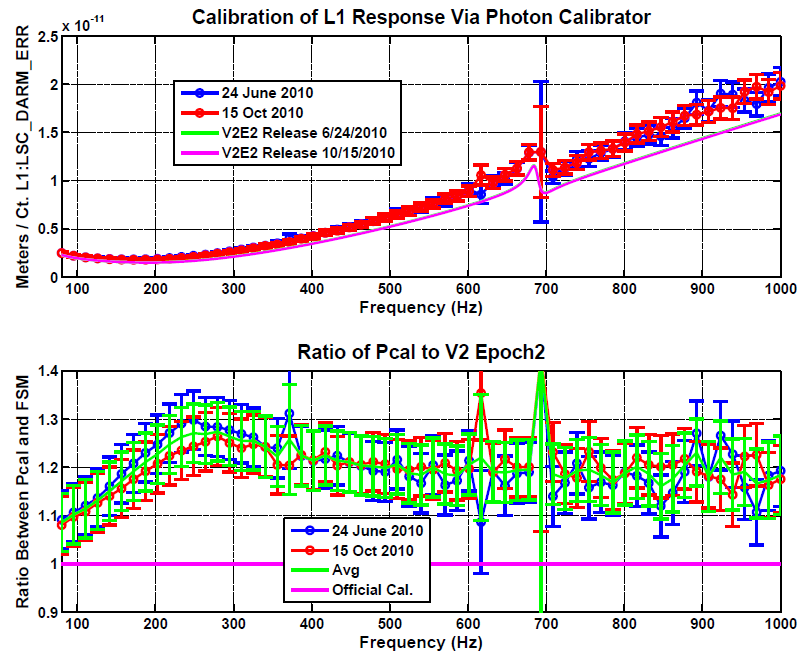 Calibration of L1 Response Via Photon Calibrator
x 10^-11
Meters / Ct. L1:LSC_DARM_ERR
2.5
2
1.5
1
0.5
0
24 June 2010
15 Oct 2010
V2E2 Release 6/24/2010
V2E2 Release 10/15/2010
100 200 300 400 500 600 700 800 900 1000
Frequency (Hz)
Ratio of Pcal to V2 Epoch2
Ratio Between Pcal and FSM
1.4
1.3
1.2
1.1
1
0.9
24 June 2010
15 Oct 2010
Avg
Official Cal.
100 200 300 400 500 600 700 800 900 1000
Frequency (Hz)